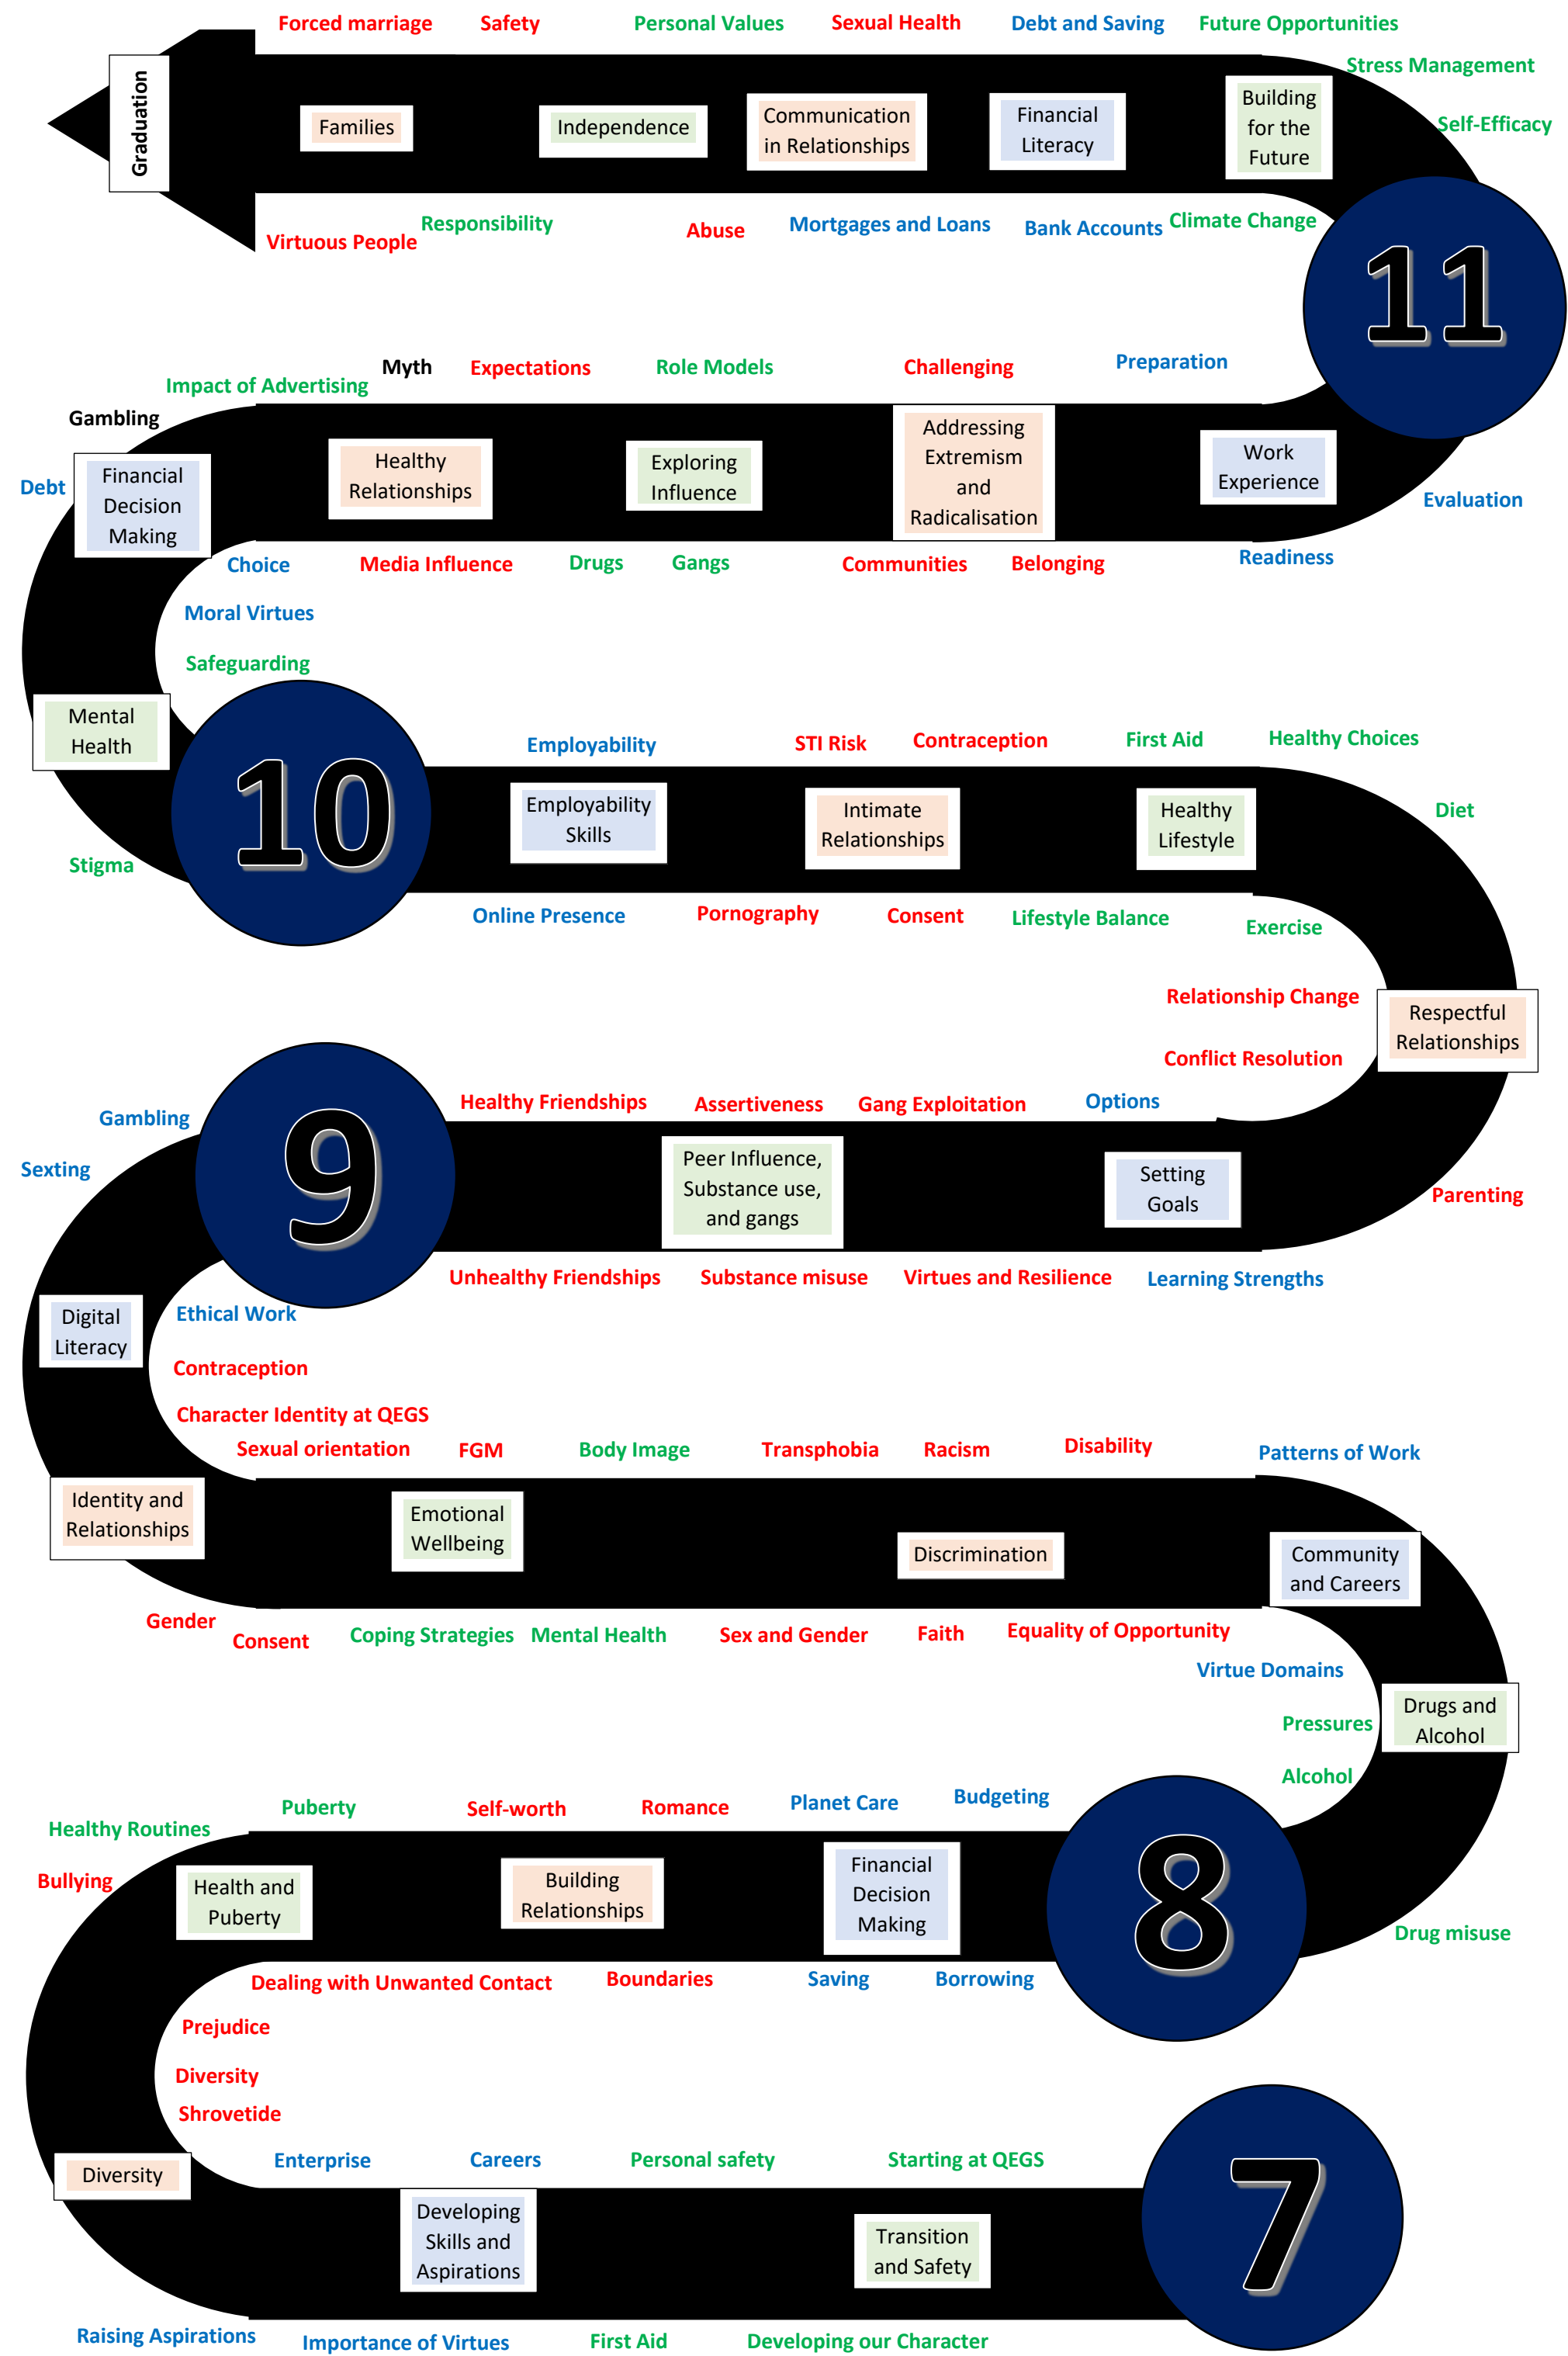 Forced marriage
Safety
Personal Values
Sexual Health
Debt and Saving
Future Opportunities
Stress Management
Self-Efficacy
Graduation
Families
Independence
Communication
in Relationships
Financial
Literacy
Building
for the
Future
Virtuous People
Responsibility
Abuse
Mortgages and Loans
Bank Accounts
Climate Change
11
Impact of Advertising
Myth
Expectations
Role Models
Challenging
Preparation
Gambling
Debt
Financial
Decision
Making
Healthy
Relationships
Exploring
Influence
Addressing
Extremism
and
Radicalisation
Work
Experience
Evaluation
Choice
Media Influence
Drugs
Gangs
Communities
Belonging
Readiness
Moral Virtues
Safeguarding
Mental
Health
10
Stigma
Employability
STI Risk
Contraception
First Aid
Healthy Choices
Employability
Skills
Intimate
Relationships
Healthy
Lifestyle
Diet
Online Presence
Pornography
Consent
Lifestyle Balance
Exercise
Relationship Change
Respectful
Relationships
Conflict Resolution
Gambling
Sexting
9
Healthy Friendships
Assertiveness
Gang Exploitation
Options
Peer Influence,
Substance use,
and gangs
Setting
Goals
Parenting
Unhealthy Friendships
Substance misuse
Virtues and Resilience
Learning Strengths
Digital
Literacy
Ethical Work
Contraception
Character Identity at QEGS
Sexual orientation
FGM
Body Image
Transphobia
Racism
Disability
Patterns of Work
Identity and
Relationships
Emotional
Wellbeing
Discrimination
Community
and Careers
Gender
Consent
Coping Strategies
Mental Health
Sex and Gender
Faith
Equality of Opportunity
Virtue Domains
Pressures
Drugs and
Alcohol
Alcohol
Healthy Routines
Puberty
Self-worth
Romance
Planet Care
Budgeting
Bullying
Health and
Puberty
Building
Relationships
Financial
Decision
Making
8
Drug misuse
Dealing with Unwanted Contact
Boundaries
Saving
Borrowing
Prejudice
Diversity
Shrovetide
Diversity
Enterprise
Careers
Personal safety
Starting at QEGS
Developing
Skills and
Aspirations
Transition
and Safety
7
Raising Aspirations
Importance of Virtues
First Aid
Developing our Character